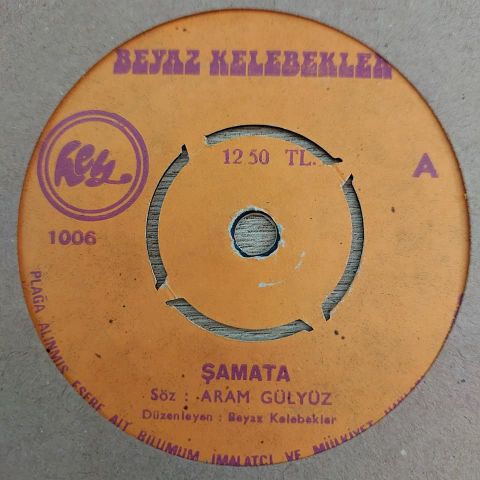 BEYAZ KELEBEKLER
hey
12 50 TL.
A
1006
ŞAMATA
Söz : ARAM GÜLYÜZ
Düzenleyen : Beyaz Kelebekler
PLAĞA ALINMIŞ ESERE AİT BİLUMUM İMALATÇI VE MÜLKİYET